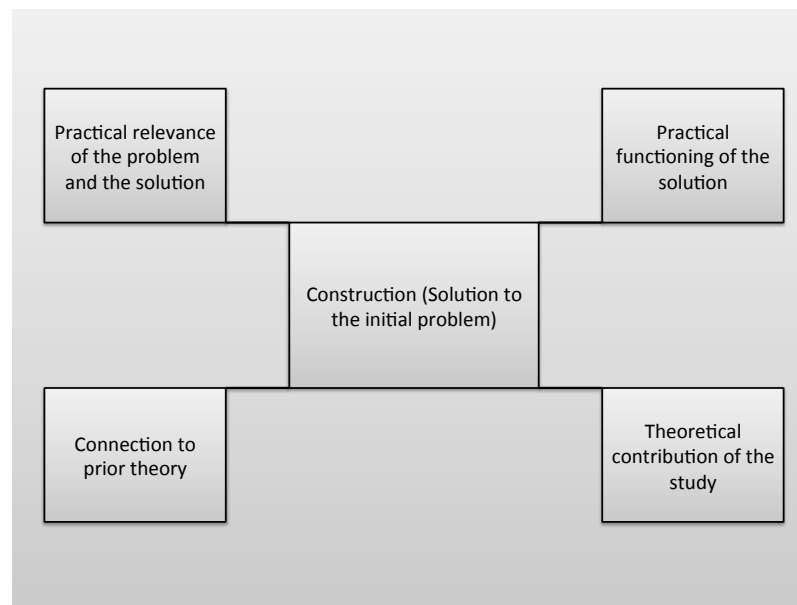 Practical relevance
of the problem
and the solution
Practical
functioning of the
solution
Construction (Solution to
the initial problem)
Connection to
prior theory
Theoretical
contribution of the
study